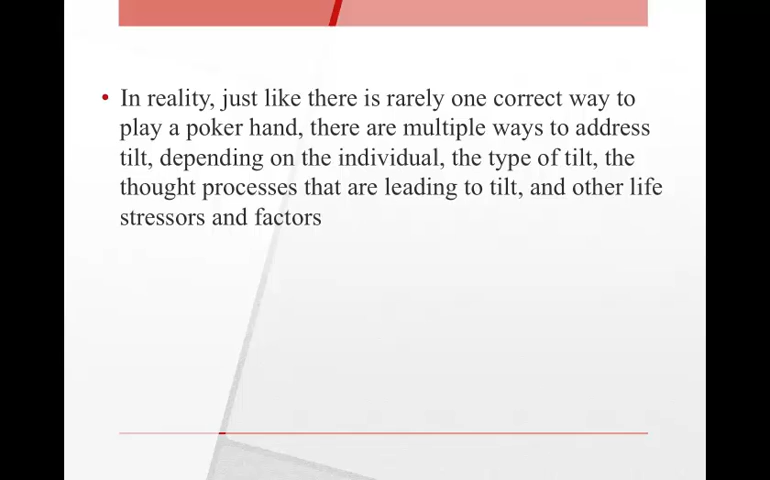 • In reality, just like there is rarely one correct way to
play a poker hand, there are multiple ways to address
tilt, depending on the individual, the type of tilt, the
thought processes that are leading to tilt, and other life
stressors and factors